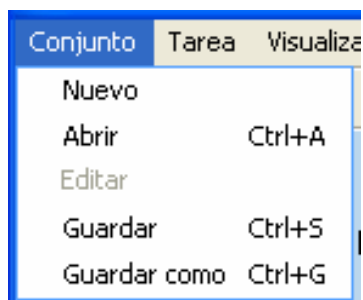 Conjunto Tarea Visualiza
Nuevo
Abrir Ctrl+A
Editar
Guardar Ctrl+S
Guardar como Ctrl+G